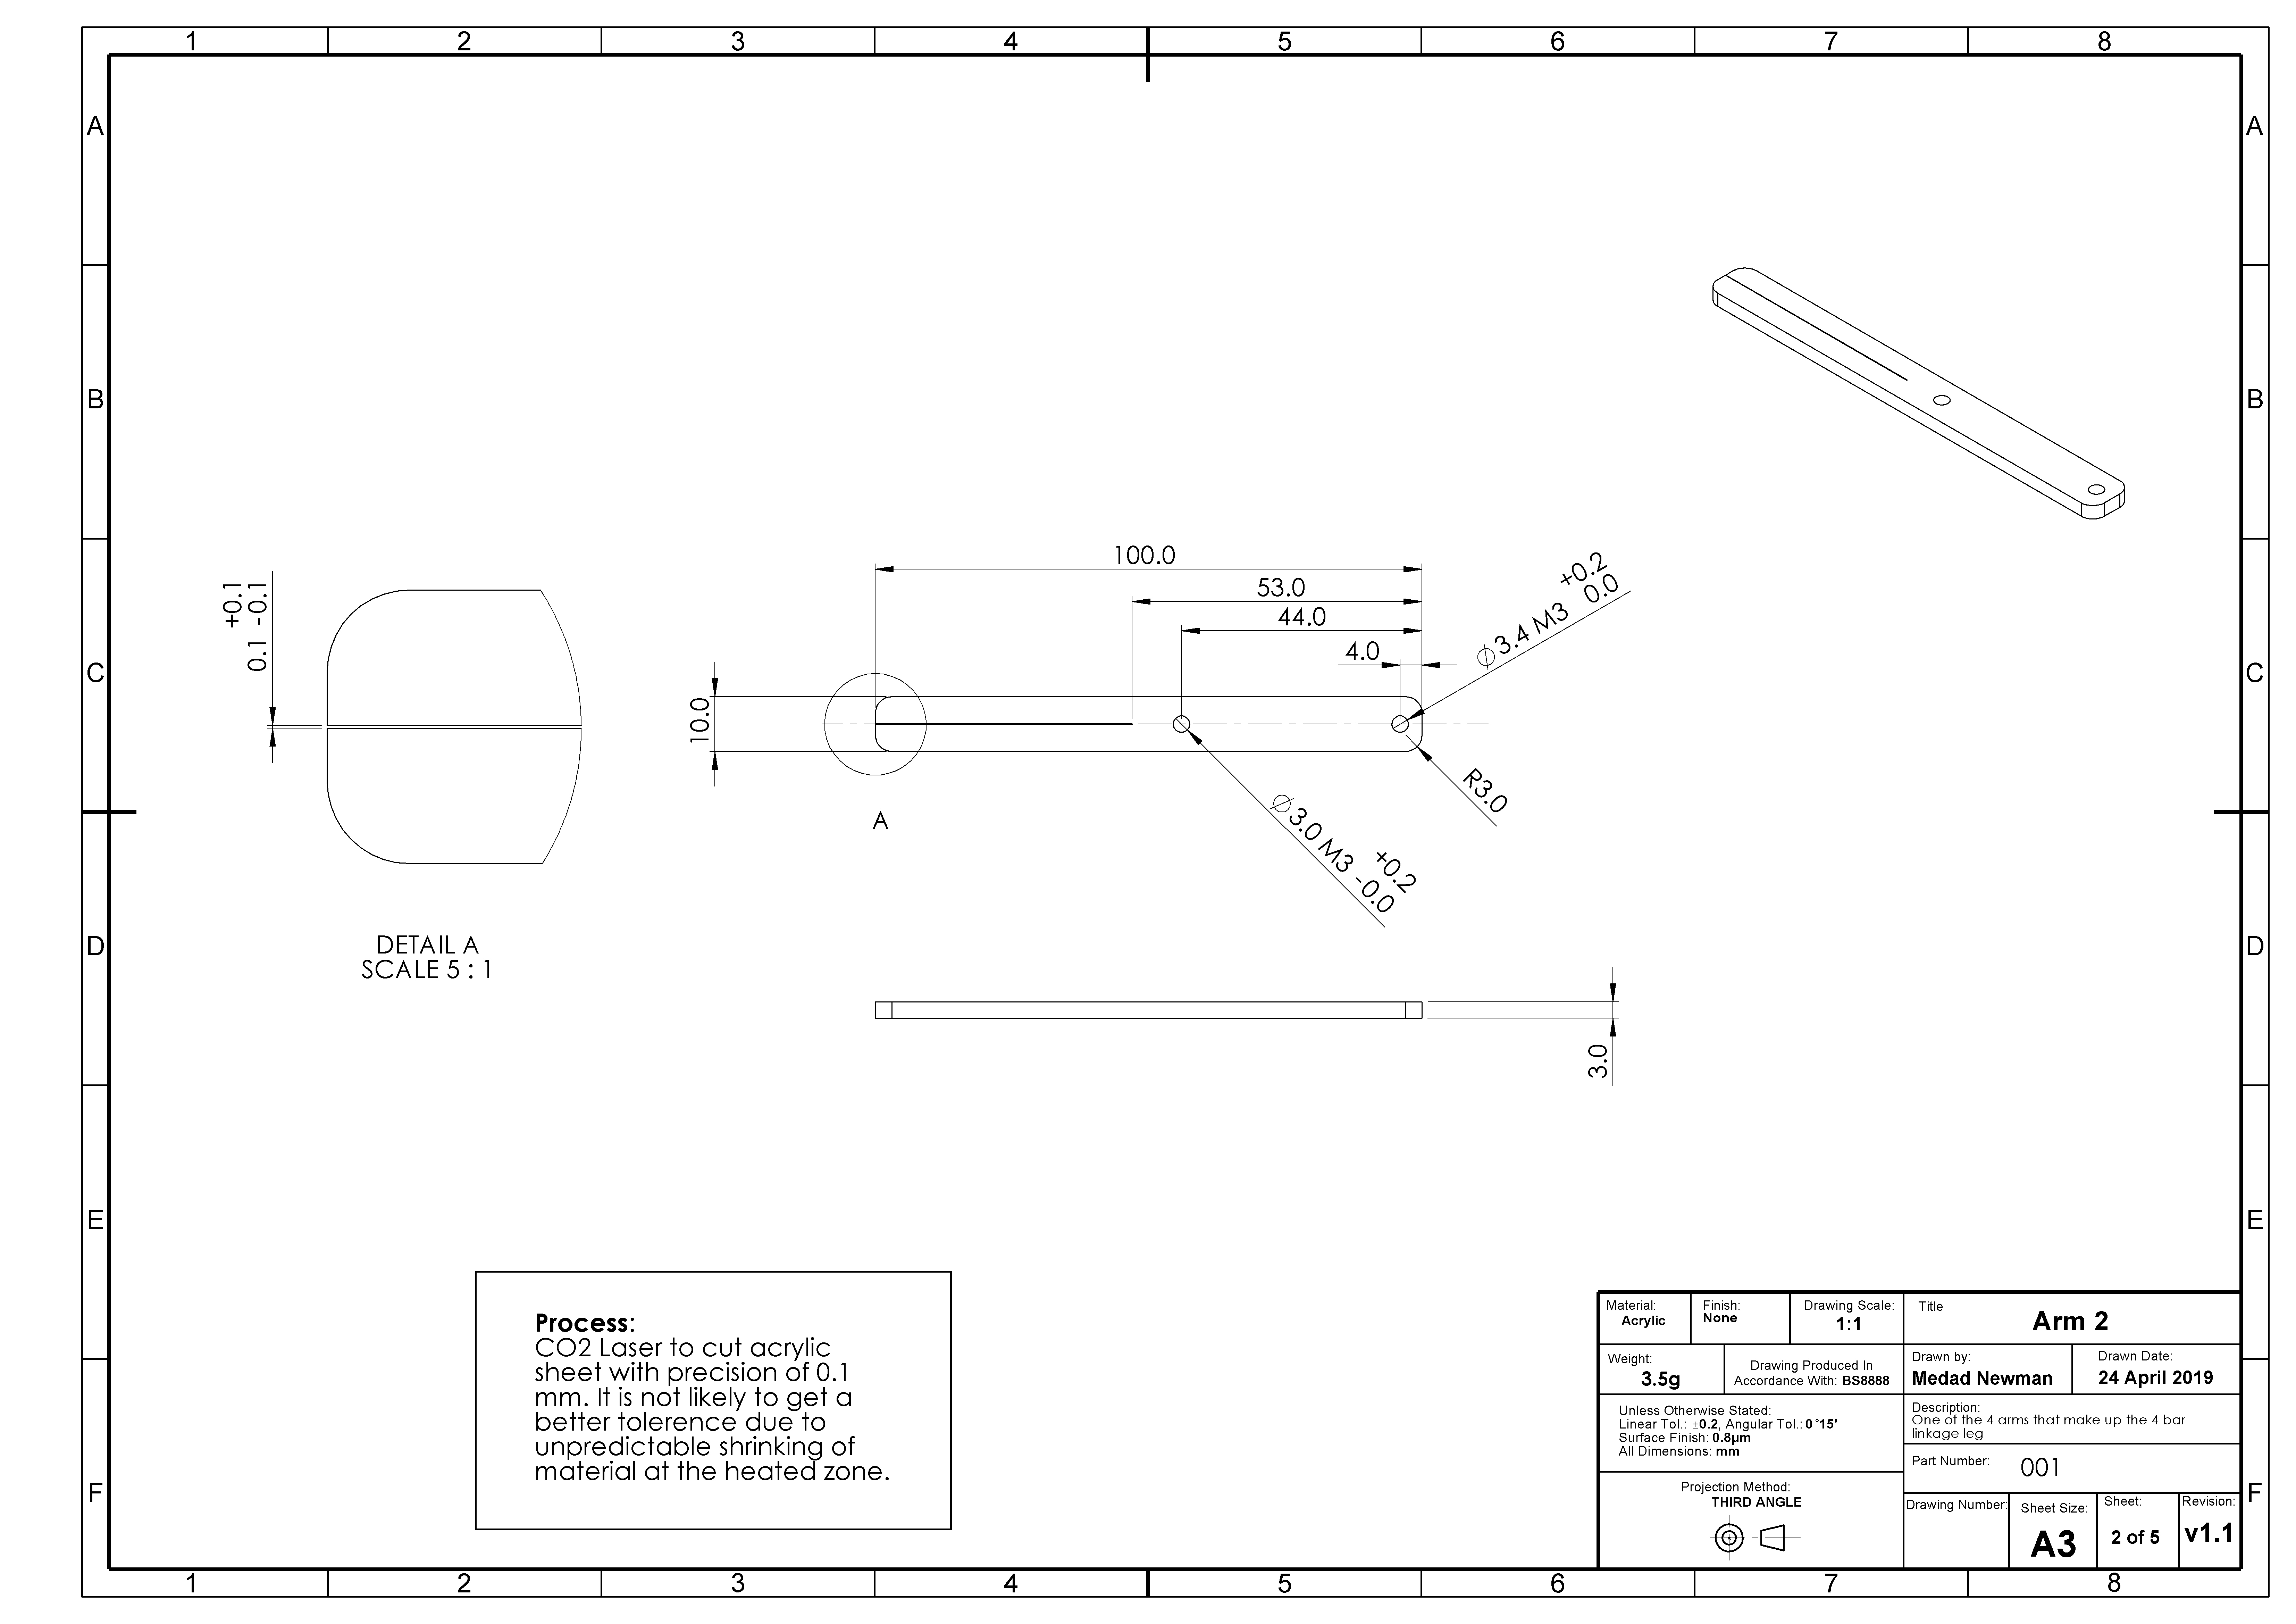 1 2 3 4 5 6 7 8
A A
B B
C C
D D
E E
F F
100.0
53.0
44.0
4.0
+0.2
⌀3.4 M3 0.0
+0.1
0.1 -0.1
10.0
R3.0
A
+0.2
⌀3.0 M3 -0.0
DETAIL A
SCALE 5 : 1
3.0
Process:
CO2 Laser to cut acrylic
sheet with precision of 0.1
mm. It is not likely to get a
better tolerence due to
unpredictable shrinking of
material at the heated zone.
Material:
Acrylic
Finish:
None
Drawing Scale:
1:1
Title
Arm 2
Weight:
3.5g
Drawing Produced In
Accordance With: BS8888
Drawn by:
Medad Newman
Drawn Date:
24 April 2019
Unless Otherwise Stated:
Linear Tol.: ±0.2, Angular Tol.: 0°15'
Surface Finish: 0.8μm
All Dimensions: mm
Description:
One of the 4 arms that make up the 4 bar
linkage leg
Part Number: 001
Projection Method:
THIRD ANGLE
Drawing Number:
Sheet Size:
A3
Sheet:
2 of 5
Revision:
v1.1
1 2 3 4 5 6 7 8